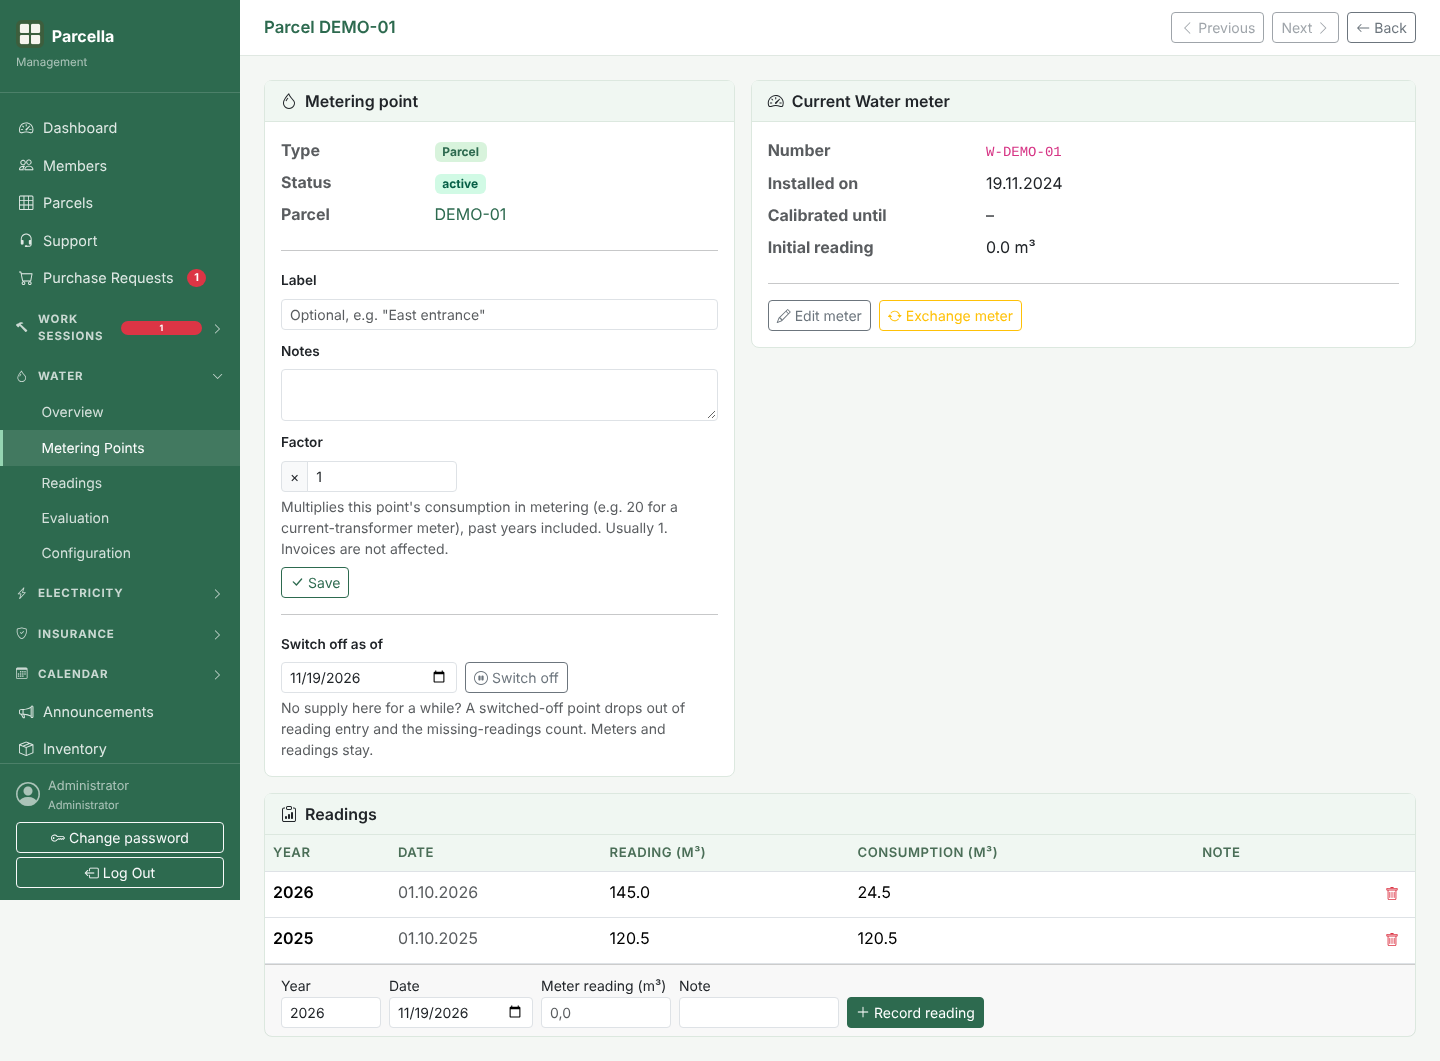 Parcella
Management
Dashboard
Members
Parcels
Support
Purchase Requests 1
WORK SESSIONS 1
WATER
Overview
Metering Points
Readings
Evaluation
Configuration
ELECTRICITY
INSURANCE
CALENDAR
Announcements
Inventory
Administrator
Administrator
Change password
Log Out
Parcel DEMO-01
Previous Next Back
Metering point
Type Parcel
Status active
Parcel DEMO-01
Label
Optional, e.g. "East entrance"
Notes
Factor
× 1
Multiplies this point's consumption in metering (e.g. 20 for a
current-transformer meter), past years included. Usually 1.
Invoices are not affected.
Save
Switch off as of
11/19/2026 Switch off
No supply here for a while? A switched-off point drops out of
reading entry and the missing-readings count. Meters and
readings stay.
Current Water meter
Number W-DEMO-01
Installed on 19.11.2024
Calibrated until –
Initial reading 0.0 m³
Edit meter Exchange meter
Readings
YEAR DATE READING (M³) CONSUMPTION (M³) NOTE
2026 01.10.2026 145.0 24.5
2025 01.10.2025 120.5 120.5
Year Date Meter reading (m³) Note
2026 11/19/2026 0,0 Record reading